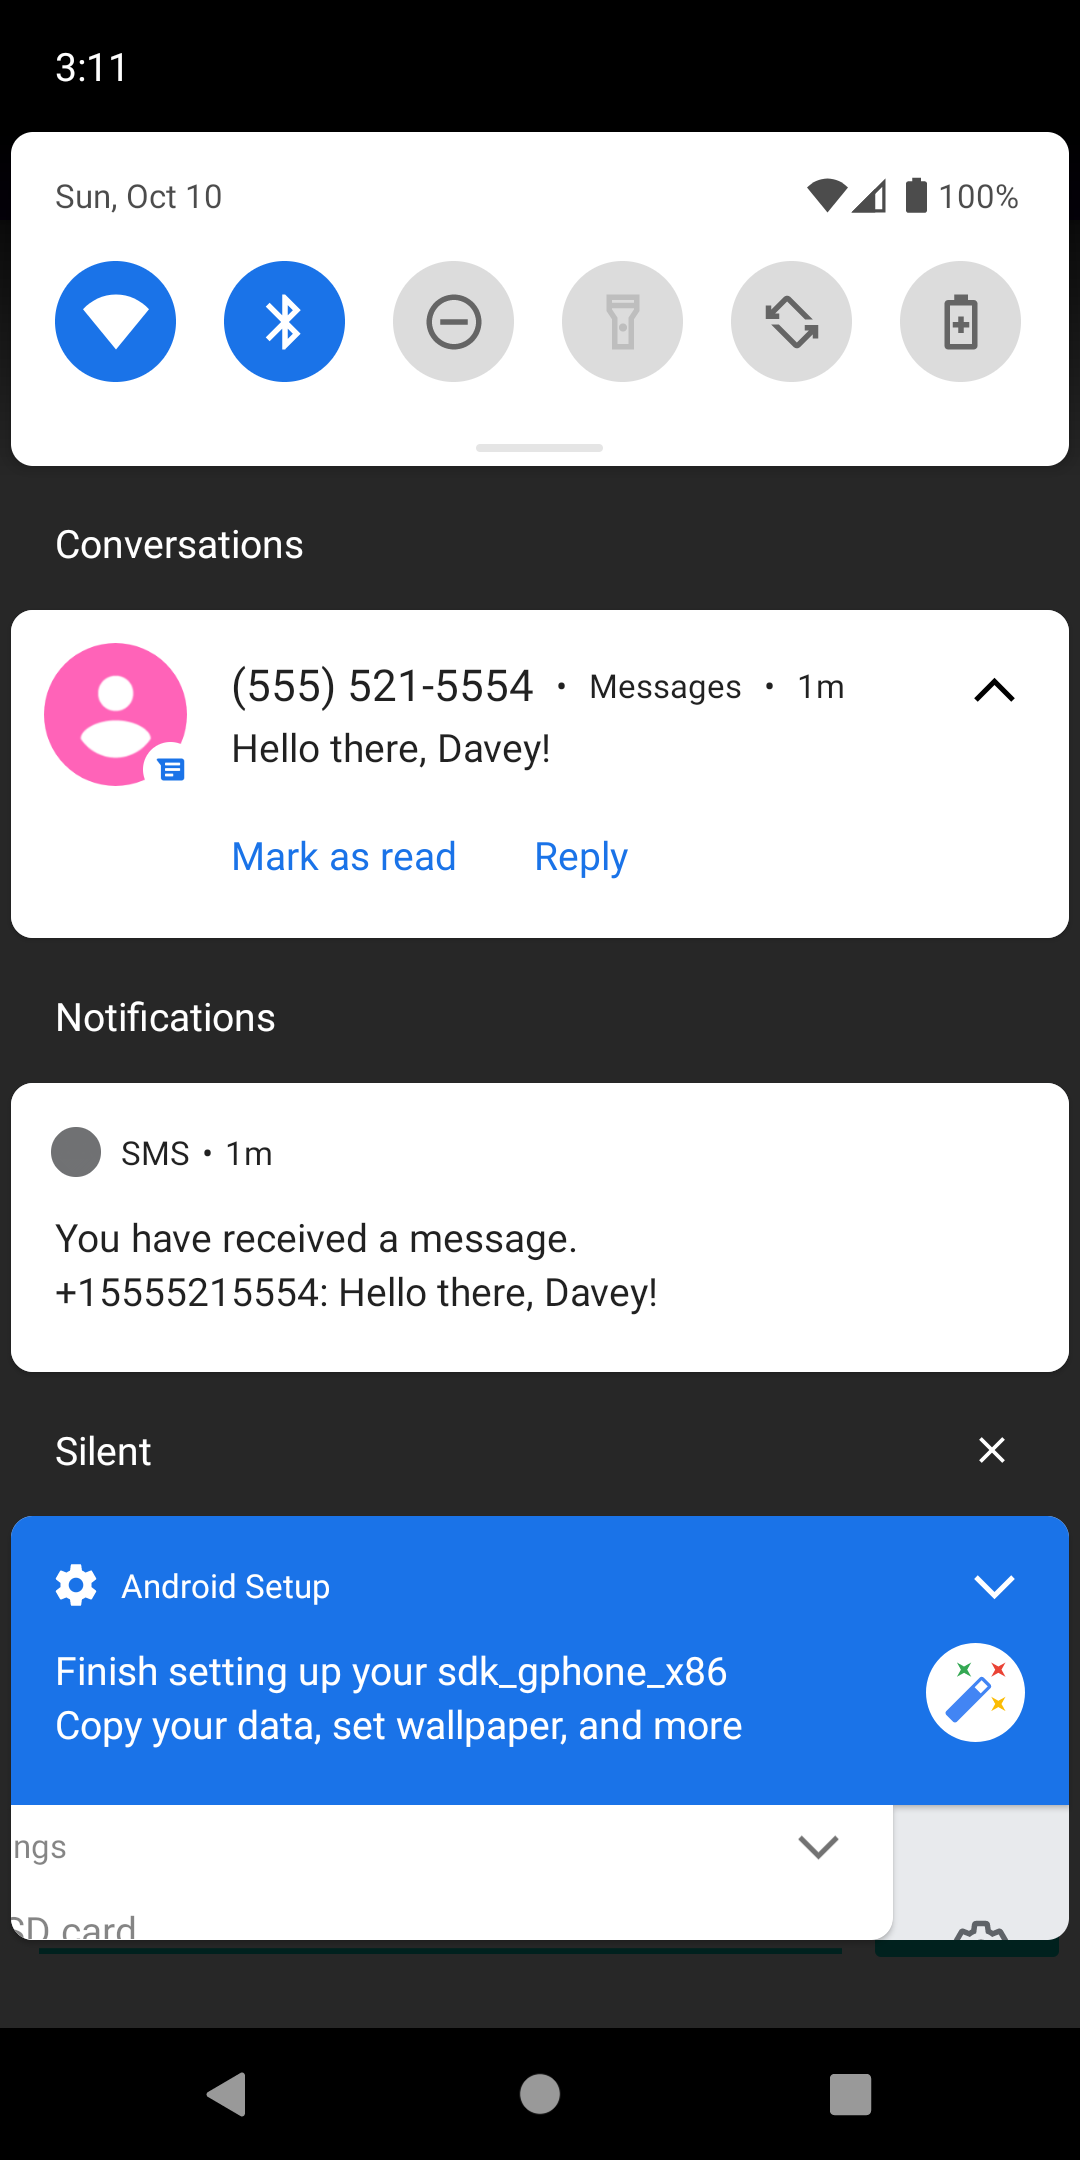 3:11
Sun, Oct 10 100%
Conversations
(555) 521-5554 • Messages • 1m
Hello there, Davey!
Mark as read Reply
Notifications
SMS • 1m
You have received a message.
+15555215554: Hello there, Davey!
Silent
Android Setup
Finish setting up your sdk_gphone_x86
Copy your data, set wallpaper, and more
ngs
SD card